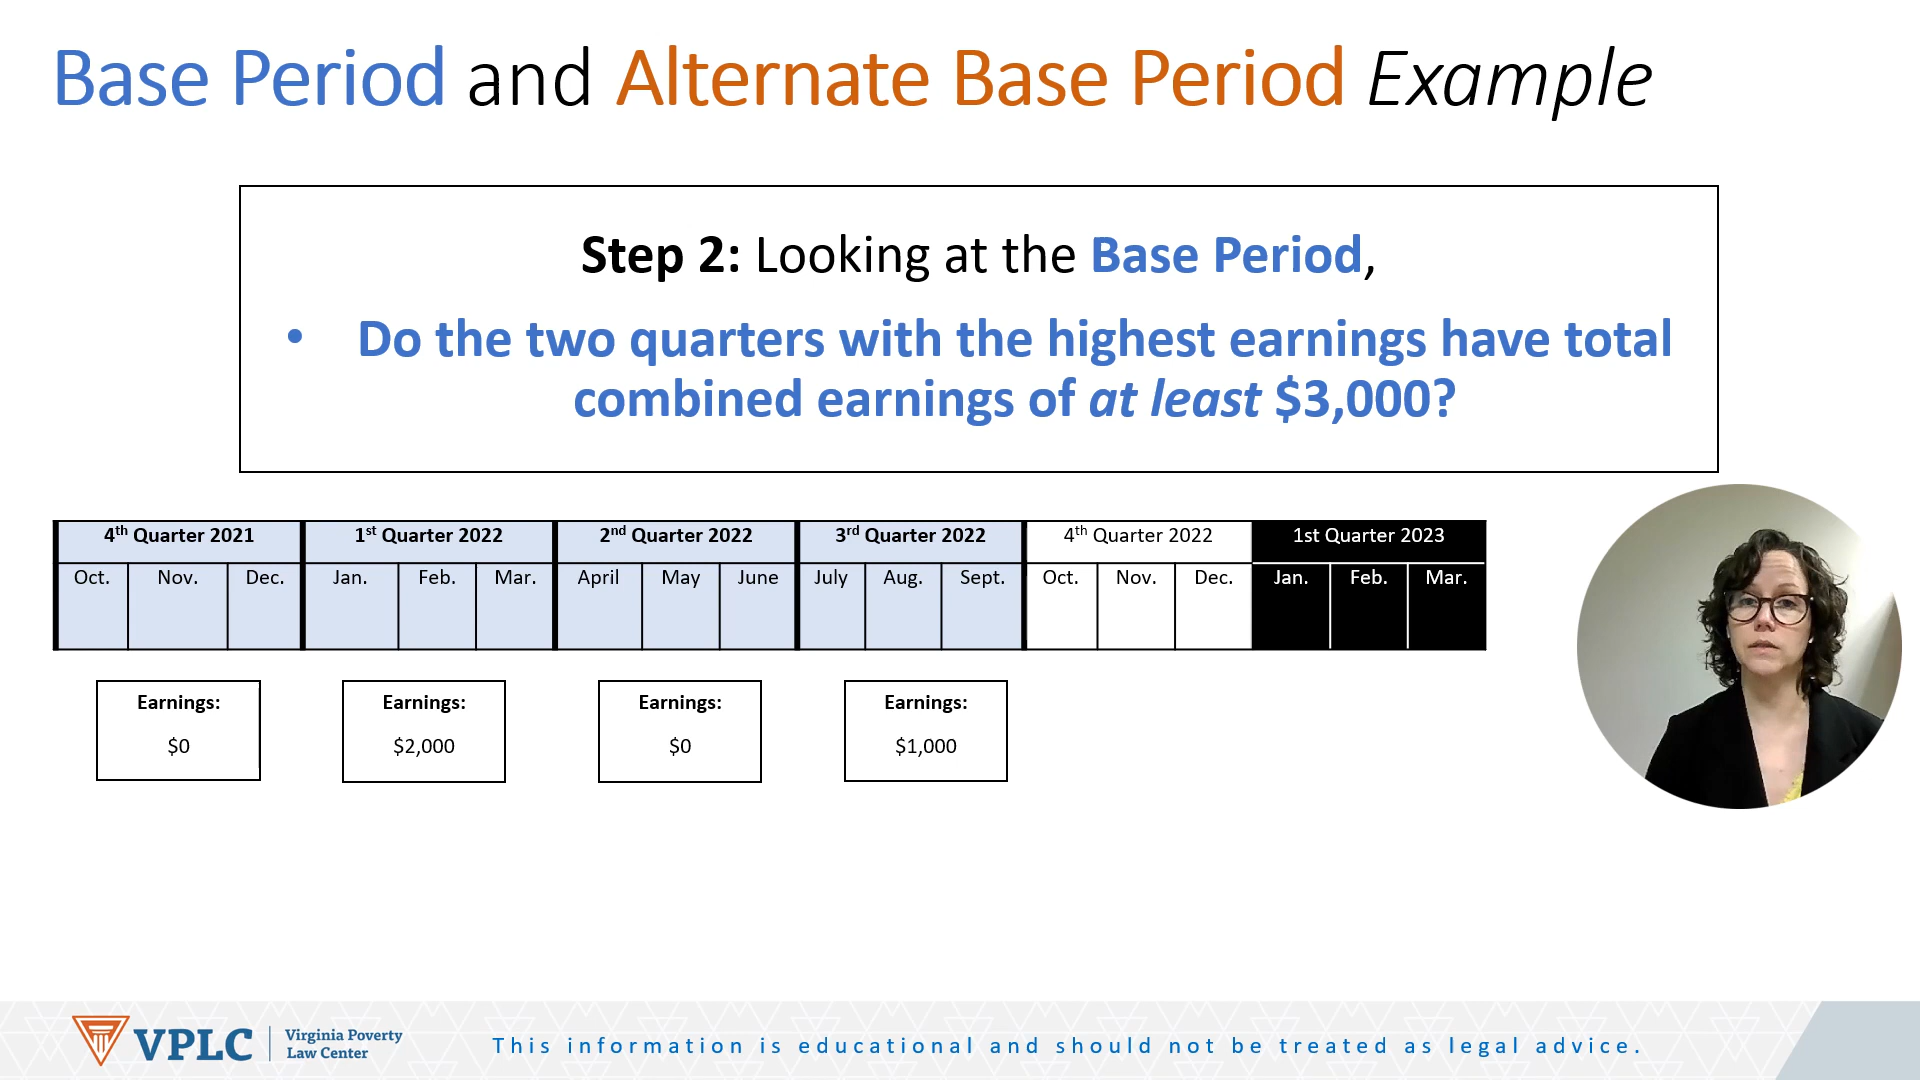 Base Period and Alternate Base Period Example
Step 2: Looking at the Base Period,
• Do the two quarters with the highest earnings have total
combined earnings of at least $3,000?
4th Quarter 2021 1st Quarter 2022 2nd Quarter 2022 3rd Quarter 2022 4th Quarter 2022 1st Quarter 2023
Oct. Nov. Dec. Jan. Feb. Mar. April May June July Aug. Sept. Oct. Nov. Dec. Jan. Feb. Mar.
Earnings: Earnings: Earnings: Earnings:
$0 $2,000 $0 $1,000
VPLC Virginia Poverty
Law Center
This information is educational and should not be treated as legal advice.